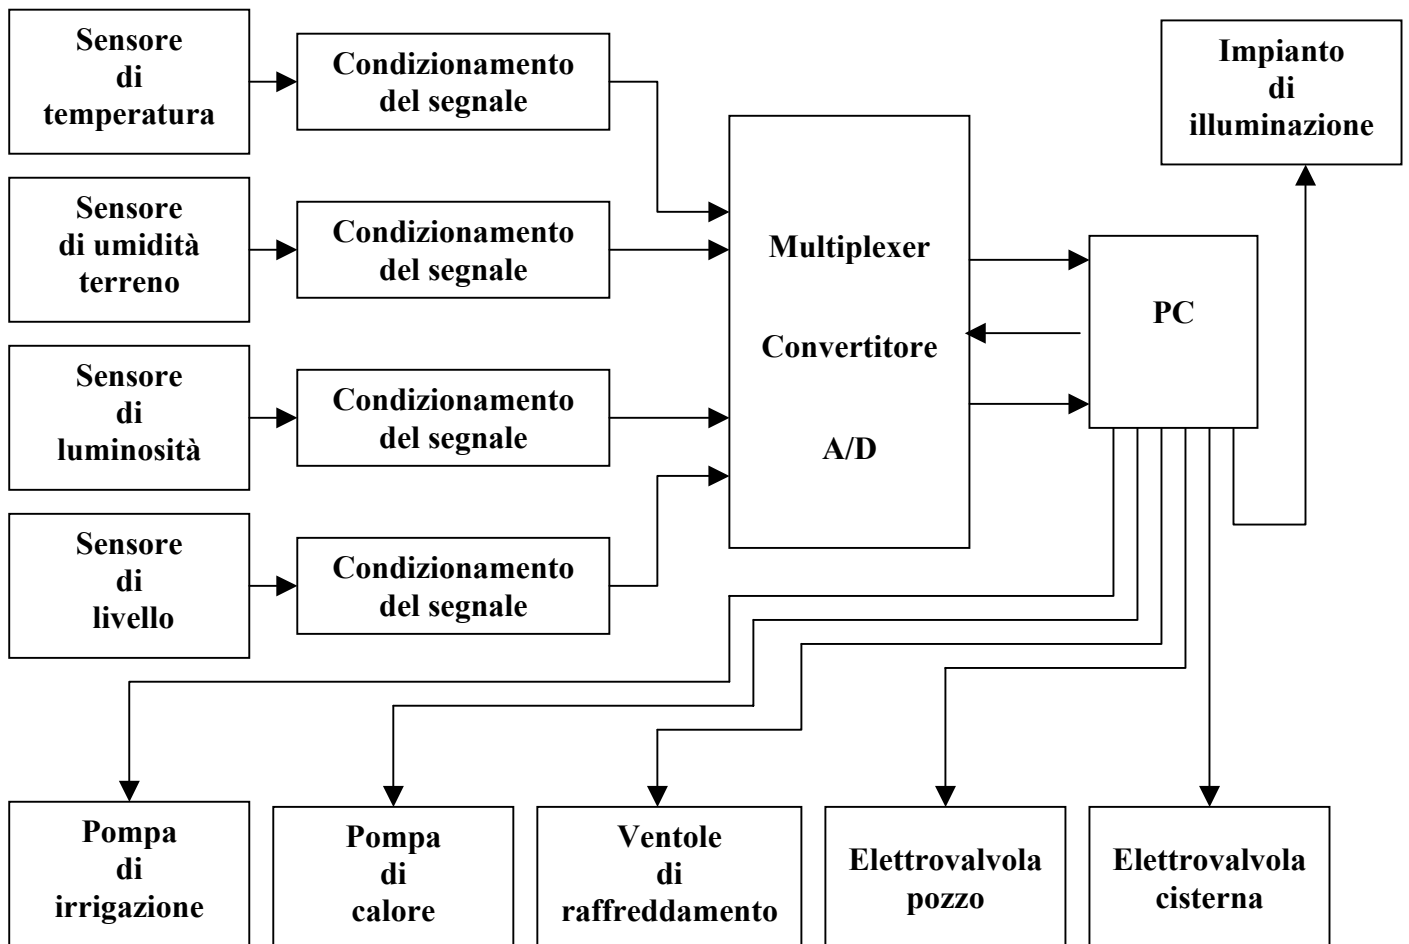 Sensore
di
temperatura
Condizionamento
del segnale
Sensore
di umidità
terreno
Condizionamento
del segnale
Sensore
di
luminosità
Condizionamento
del segnale
Sensore
di
livello
Condizionamento
del segnale
Multiplexer
Convertitore
A/D
PC
Impianto
di
illuminazione
Pompa
di
irrigazione
Pompa
di
calore
Ventole
di
raffreddamento
Elettrovalvola
pozzo
Elettrovalvola
cisterna